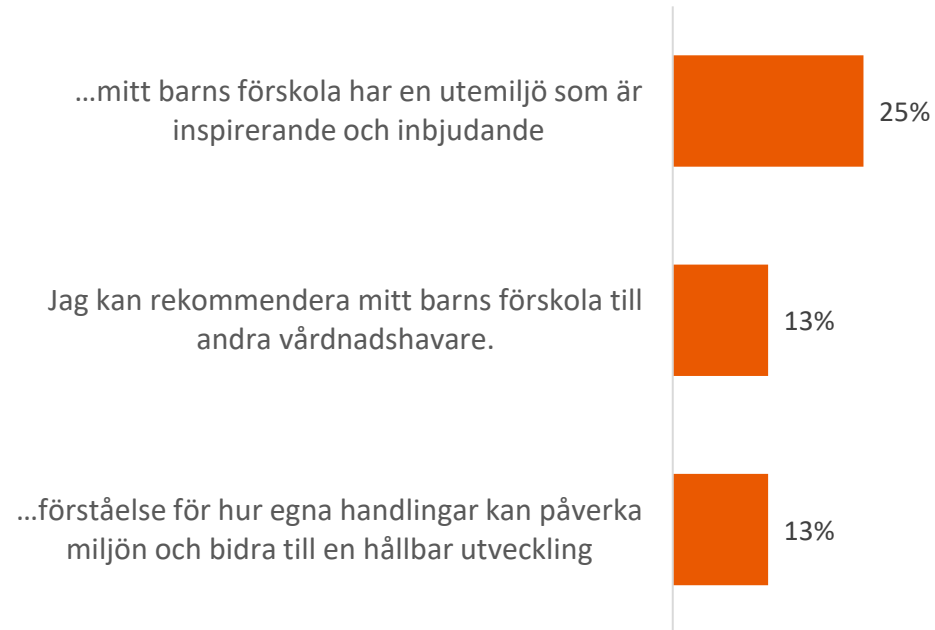 ...mitt barns förskola har en utemiljö som är
inspirerande och inbjudande
25%
Jag kan rekommendera mitt barns förskola till
andra vårdnadshavare.
13%
...förståelse för hur egna handlingar kan påverka
miljön och bidra till en hållbar utveckling
13%